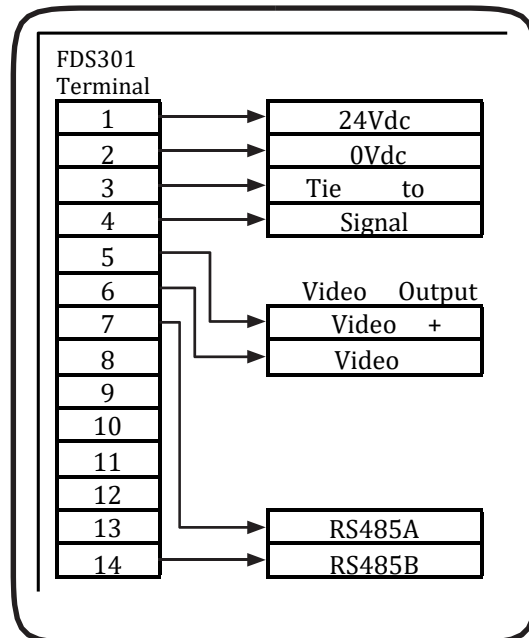 FDS301
Terminal
1
2
3
4
5
6
7
8
9
10
11
12
13
14
24Vdc
0Vdc
Tie to
Signal
Video Output
Video +
Video
RS485A
RS485B